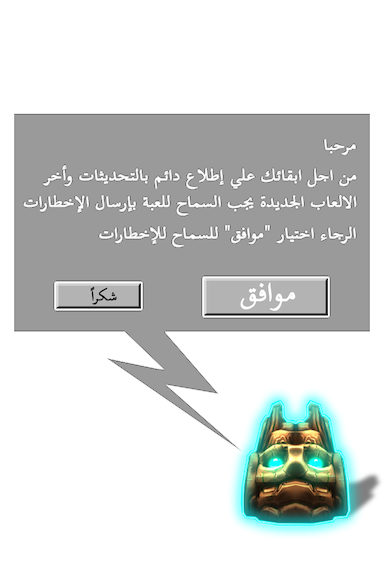 مرحبا
من اجل ابقائك علي إطلاع دائم بالتحديثات وأخر
الالعاب الجديدة يجب السماح للعبة بإرسال الإخطارات
الرجاء اختيار "موافق" للسماح للإخطارات
موافق
شكراً